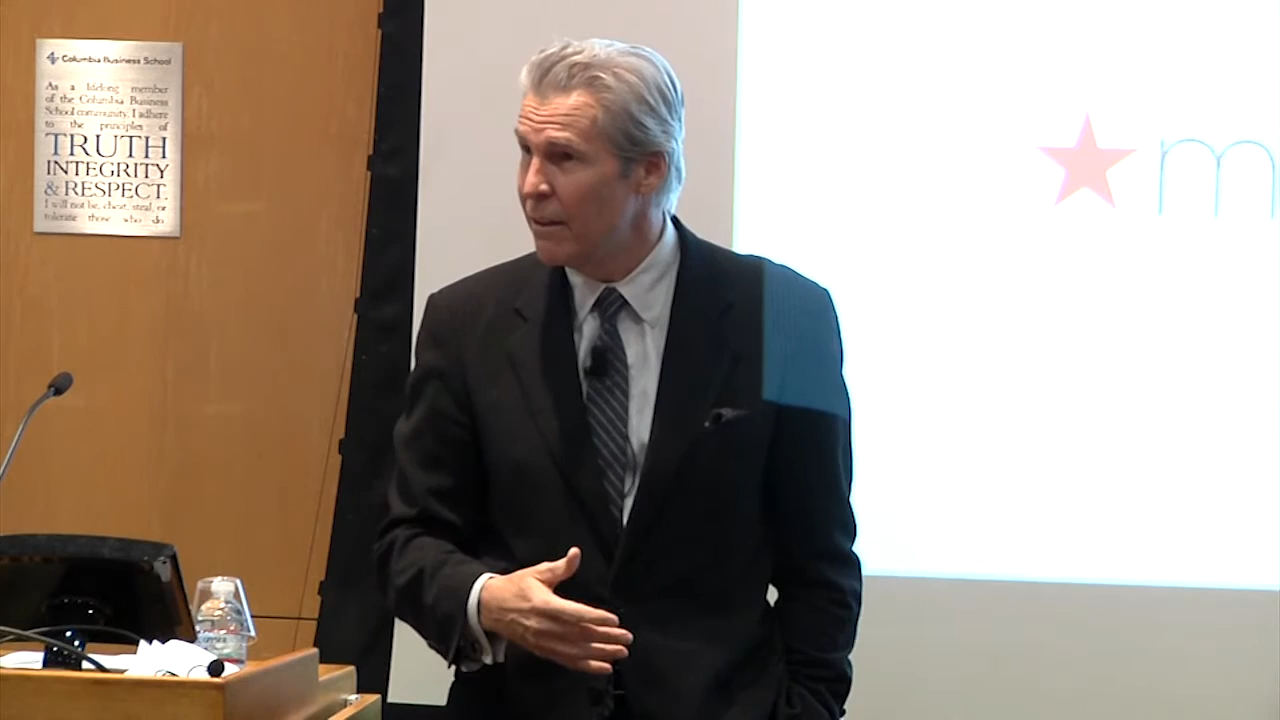 Columbia Business School
As a lifelong member
of the Columbia Business
School community, I adhere
to the principles of
TRUTH
INTEGRITY
& RESPECT.
I will not lie, cheat, steal, or
tolerate those who do.
m